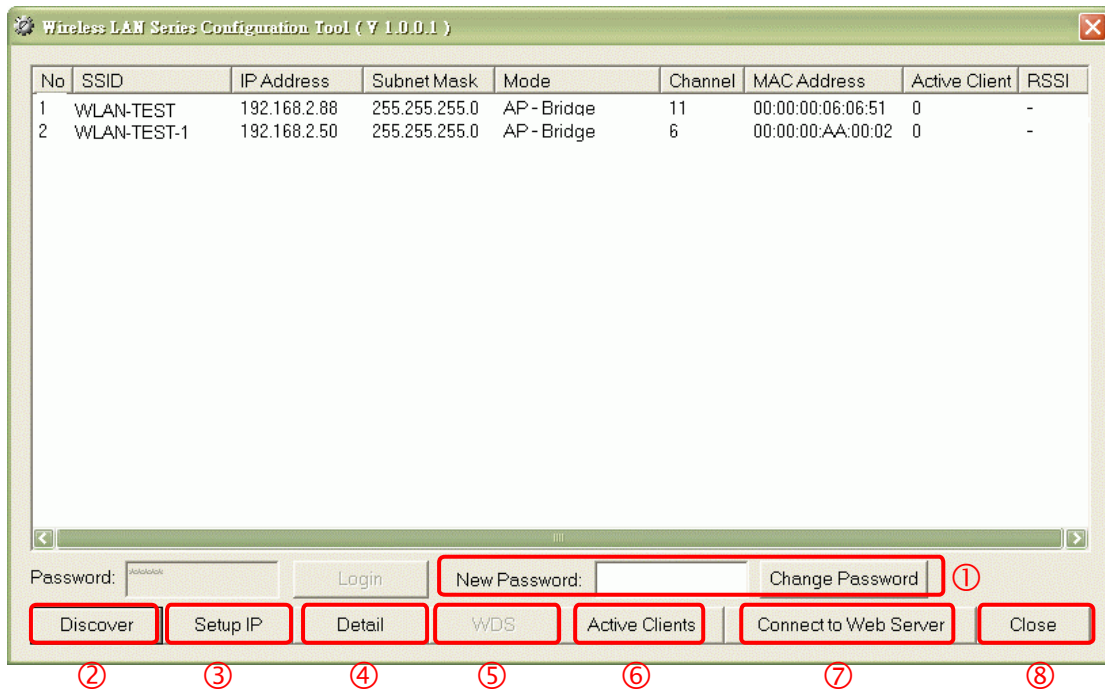 Wireless LAN Series Configuration Tool ( V 1.0.0.1 )
No SSID IP Address Subnet Mask Mode Channel MAC Address Active Client RSSI
1 WLAN-TEST 192.168.2.88 255.255.255.0 AP - Bridge 11 00:00:00:06:06:51 0 -
2 WLAN-TEST-1 192.168.2.50 255.255.255.0 AP - Bridge 6 00:00:00:AA:00:02 0 -
Password: ****** Login New Password: Change Password ①
Discover Setup IP Detail WDS Active Clients Connect to Web Server Close
② ③ ④ ⑤ ⑥ ⑦ ⑧